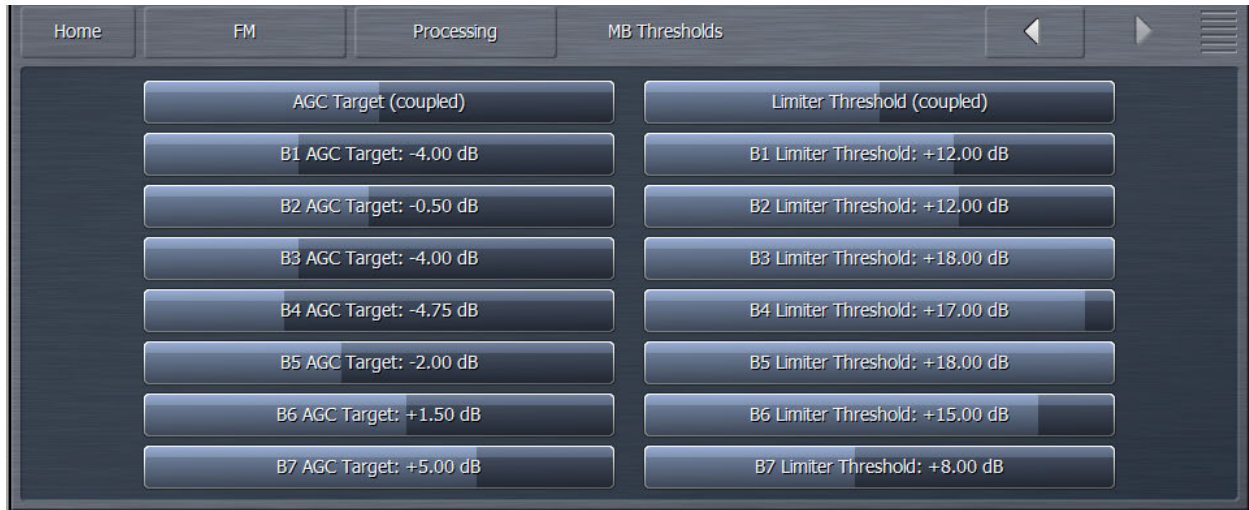 Home FM Processing MB Thresholds
AGC Target (coupled) Limiter Threshold (coupled)
B1 AGC Target: -4.00 dB B1 Limiter Threshold: +12.00 dB
B2 AGC Target: -0.50 dB B2 Limiter Threshold: +12.00 dB
B3 AGC Target: -4.00 dB B3 Limiter Threshold: +18.00 dB
B4 AGC Target: -4.75 dB B4 Limiter Threshold: +17.00 dB
B5 AGC Target: -2.00 dB B5 Limiter Threshold: +18.00 dB
B6 AGC Target: +1.50 dB B6 Limiter Threshold: +15.00 dB
B7 AGC Target: +5.00 dB B7 Limiter Threshold: +8.00 dB